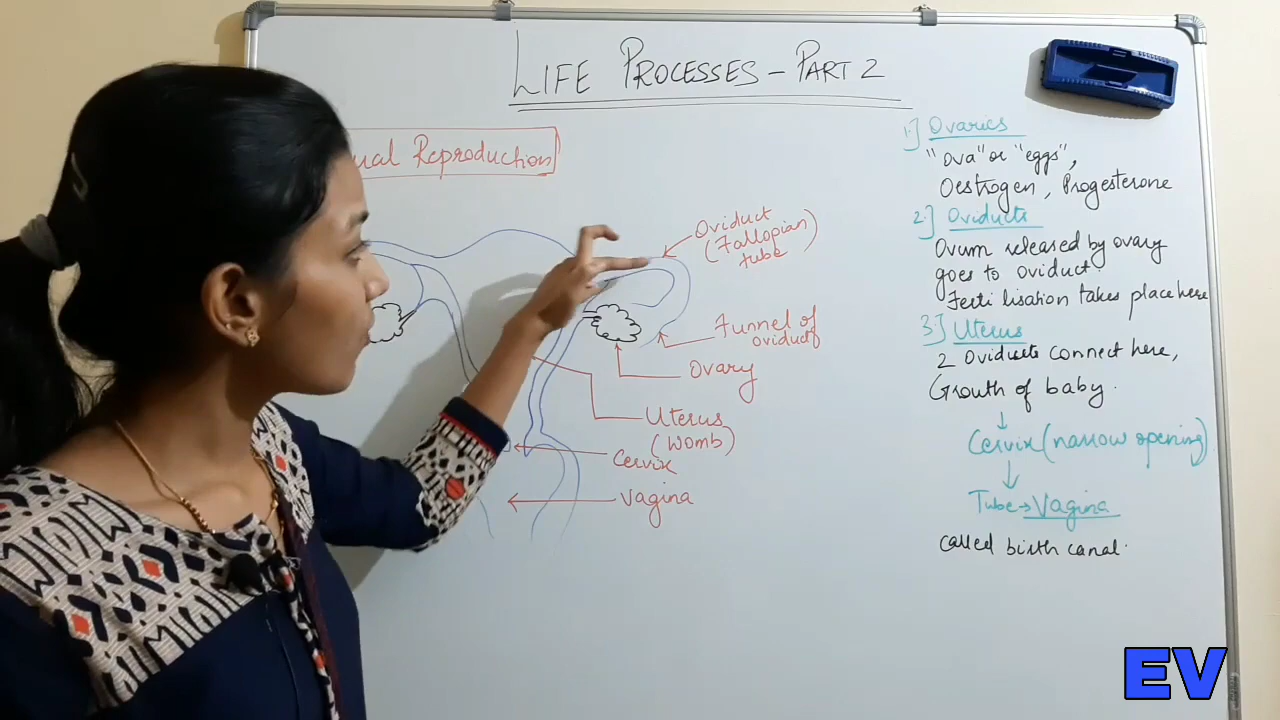 LIFE PROCESSES - PART 2
ual Reproduction
Oviduct
(Fallopian
tube)
Funnel of
oviduct
Ovary
Uterus
(Womb)
Cervix
Vagina
1.] Ovaries
"ova" or "eggs",
Oestrogen, Progesterone
2.] Oviducts
Ovum released by ovary
goes to oviduct.
Fertilisation takes place here
3.] Uterus
2 Oviducts connect here,
Growth of baby.
↓
Cervix (narrow opening)
↓
Tube → Vagina
called birth canal.
EV